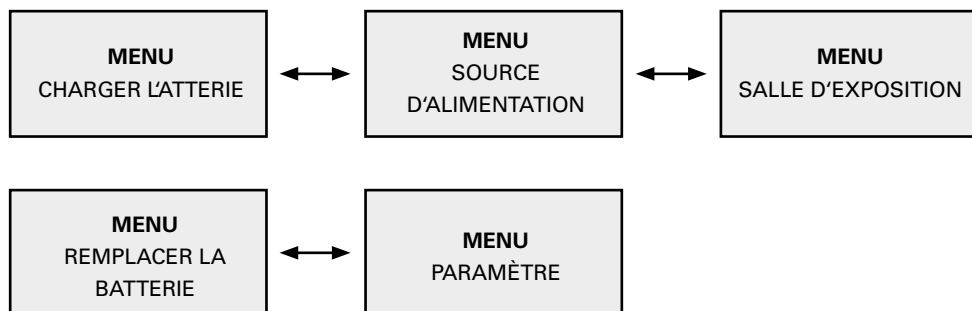 MENU
CHARGER L'ATTERIE
MENU
SOURCE
D'ALIMENTATION
MENU
SALLE D'EXPOSITION
MENU
REMPLACER LA
BATTERIE
MENU
PARAMÈTRE